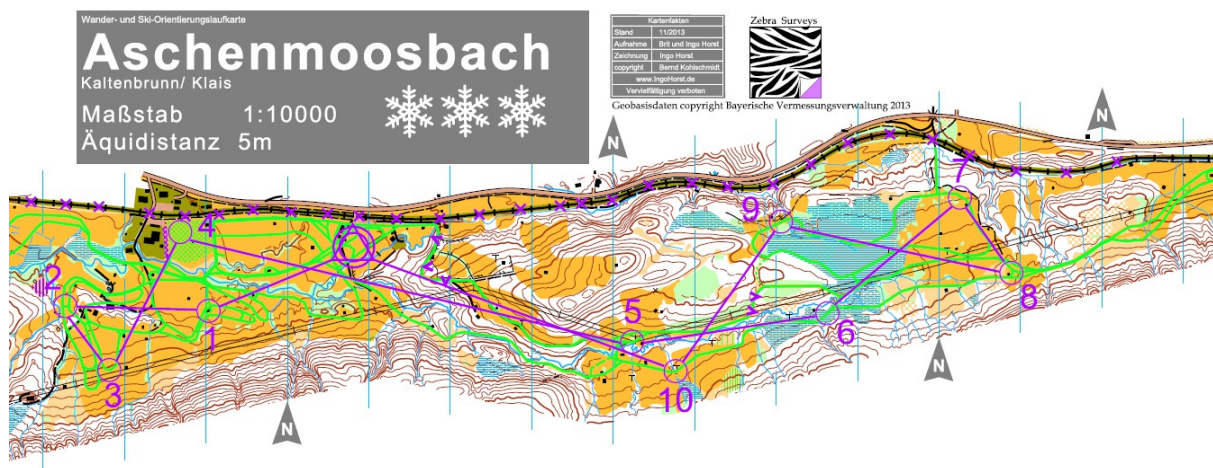 Wander- und Ski-Orientierungslaufkarte
Aschenmoosbach
Kaltenbrunn/ Klais
Maßstab 1:10000
Äquidistanz 5m
Kartenfakten
Stand 11/2013
Aufnahme Brit und Ingo Horst
Zeichnung Ingo Horst
copyright Bernd Kohlschmidt
www.IngoHorst.de
Vervielfältigung verboten
Zebra Surveys
Geobasisdaten copyright Bayerische Vermessungsverwaltung 2013
N
N
7
4
9
2
8
5
1
6
N
3
10
N